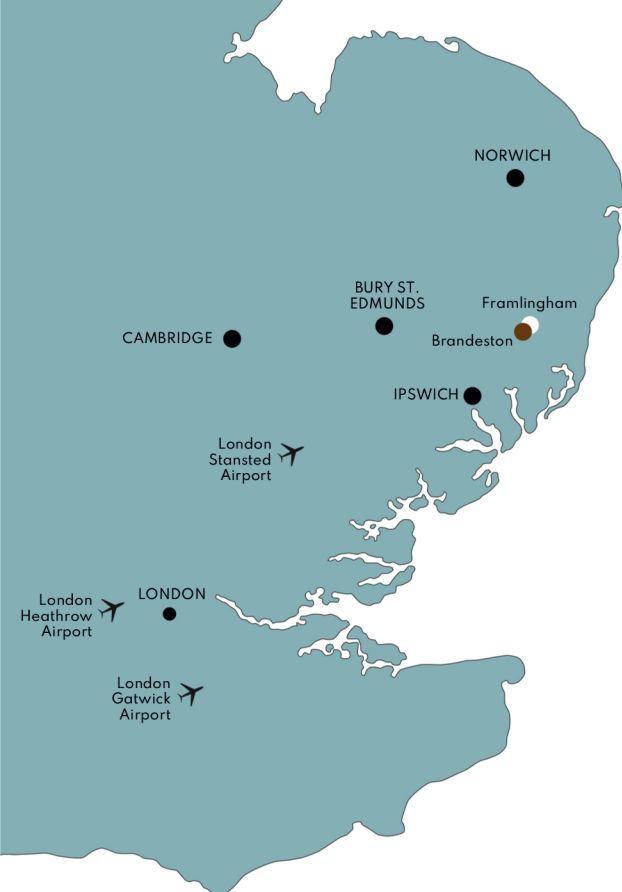 NORWICH
BURY ST.
EDMUNDS
Framlingham
CAMBRIDGE
Brandeston
IPSWICH
London
Stansted
Airport
LONDON
London
Heathrow
Airport
London
Gatwick
Airport